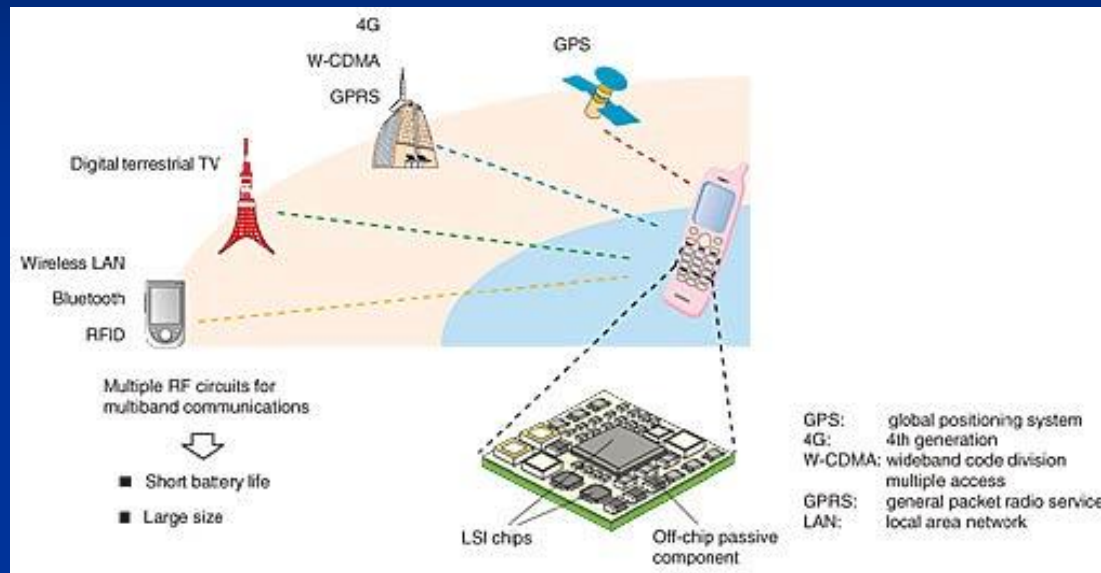 4G
W-CDMA
GPRS
GPS
Digital terrestrial TV
Wireless LAN
Bluetooth
RFID
Multiple RF circuits for
multiband communications
■ Short battery life
■ Large size
LSI chips
Off-chip passive
component
GPS: global positioning system
4G: 4th generation
W-CDMA: wideband code division
multiple access
GPRS: general packet radio service
LAN: local area network